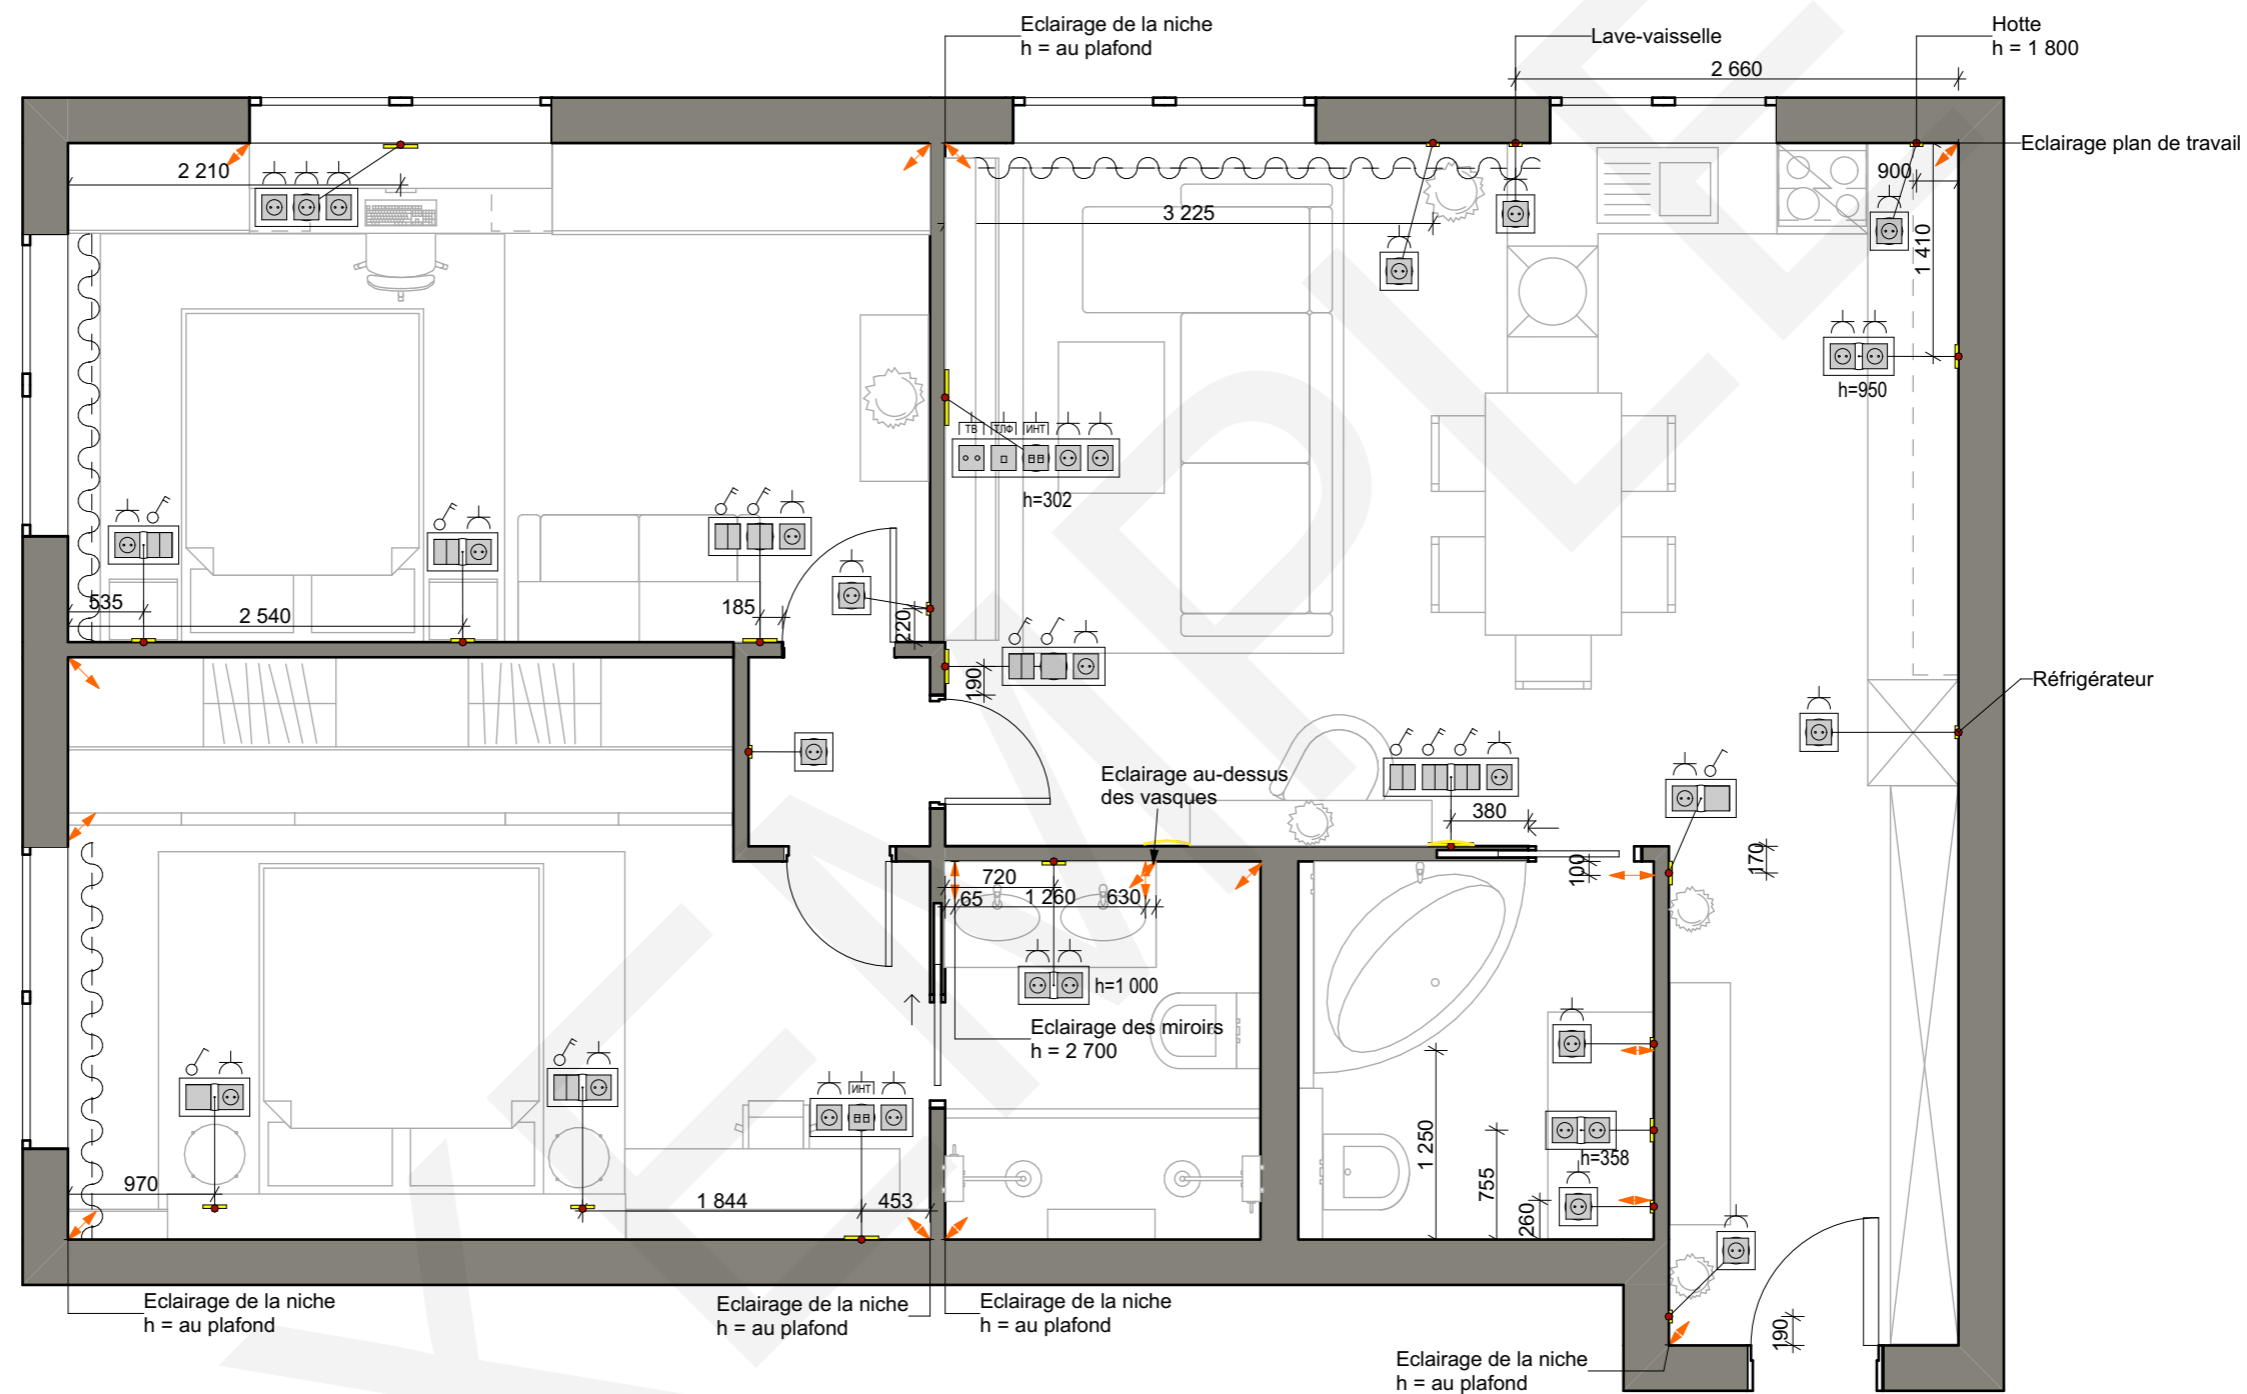 Eclairage de la niche
h = au plafond
Lave-vaisselle
Hotte
h = 1 800
2 660
Eclairage plan de travail
2 210
900
3 225
1 410
h=950
ТВ ТЛФ ИНТ
h=302
535
2 540
185
220
190
Réfrigérateur
Eclairage au-dessus
des vasques
380
170
100
720
65 1 260 630
h=1 000
Eclairage des miroirs
h = 2 700
ИНТ
1 250
755
h=358
260
970
1 844
453
190
Eclairage de la niche
h = au plafond
Eclairage de la niche
h = au plafond
Eclairage de la niche
h = au plafond
Eclairage de la niche
h = au plafond
EXEMPLE